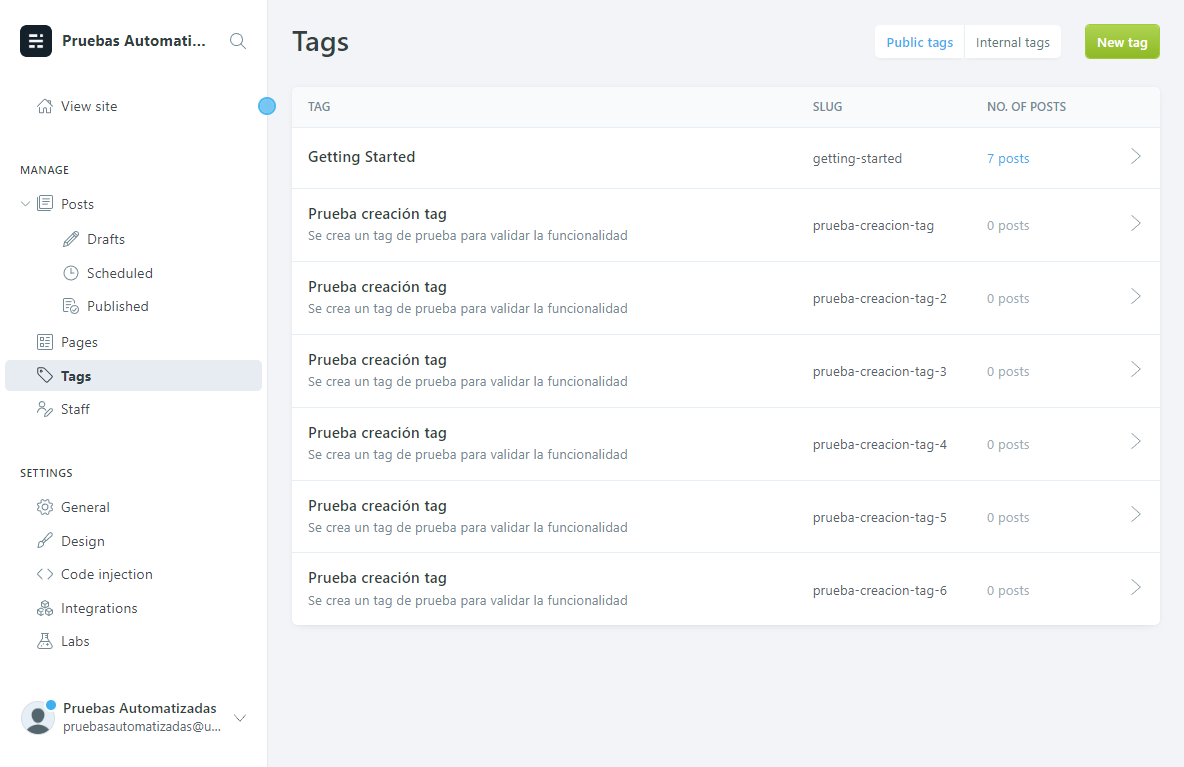 Pruebas Automati...
View site
MANAGE
Posts
Drafts
Scheduled
Published
Pages
Tags
Staff
SETTINGS
General
Design
Code injection
Integrations
Labs
Pruebas Automatizadas
pruebasautomatizadas@u...
Tags
Public tags
Internal tags
New tag
TAG SLUG NO. OF POSTS
Getting Started getting-started 7 posts
Prueba creación tag
Se crea un tag de prueba para validar la funcionalidad
prueba-creacion-tag 0 posts
Prueba creación tag
Se crea un tag de prueba para validar la funcionalidad
prueba-creacion-tag-2 0 posts
Prueba creación tag
Se crea un tag de prueba para validar la funcionalidad
prueba-creacion-tag-3 0 posts
Prueba creación tag
Se crea un tag de prueba para validar la funcionalidad
prueba-creacion-tag-4 0 posts
Prueba creación tag
Se crea un tag de prueba para validar la funcionalidad
prueba-creacion-tag-5 0 posts
Prueba creación tag
Se crea un tag de prueba para validar la funcionalidad
prueba-creacion-tag-6 0 posts